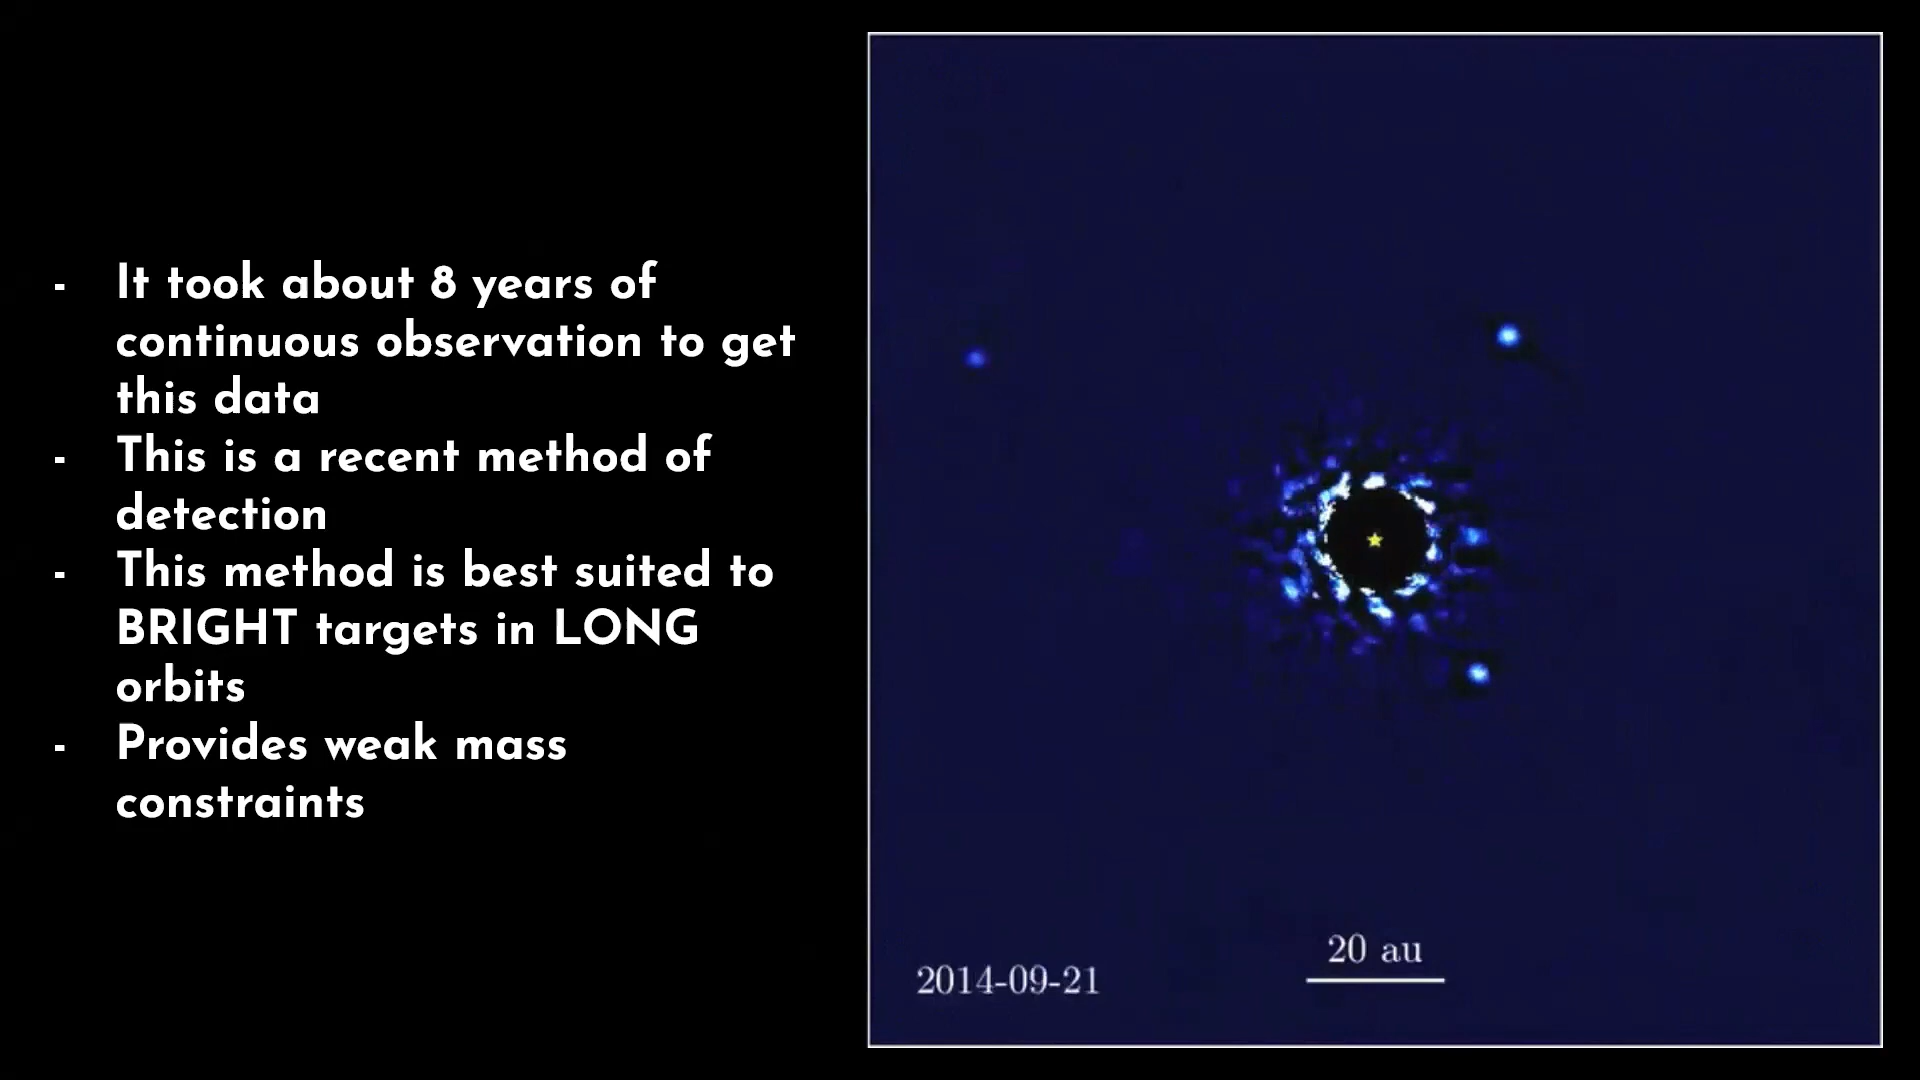 - It took about 8 years of
continuous observation to get
this data
- This is a recent method of
detection
- This method is best suited to
BRIGHT targets in LONG
orbits
- Provides weak mass
constraints
20 au
2014-09-21